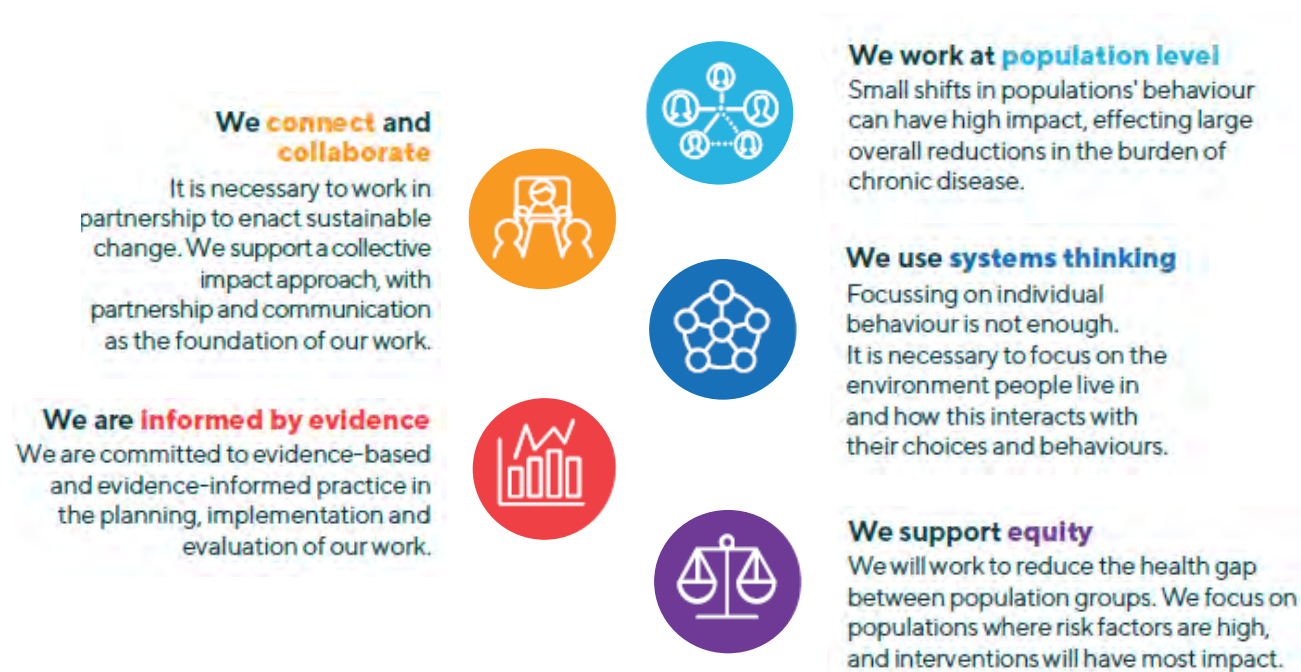 We connect and
collaborate
It is necessary to work in
partnership to enact sustainable
change. We support a collective
impact approach, with
partnership and communication
as the foundation of our work.
We are informed by evidence
We are committed to evidence-based
and evidence-informed practice in
the planning, implementation and
evaluation of our work.
We work at population level
Small shifts in populations' behaviour
can have high impact, effecting large
overall reductions in the burden of
chronic disease.
We use systems thinking
Focussing on individual
behaviour is not enough.
It is necessary to focus on the
environment people live in
and how this interacts with
their choices and behaviours.
We support equity
We will work to reduce the health gap
between population groups. We focus on
populations where risk factors are high,
and interventions will have most impact.